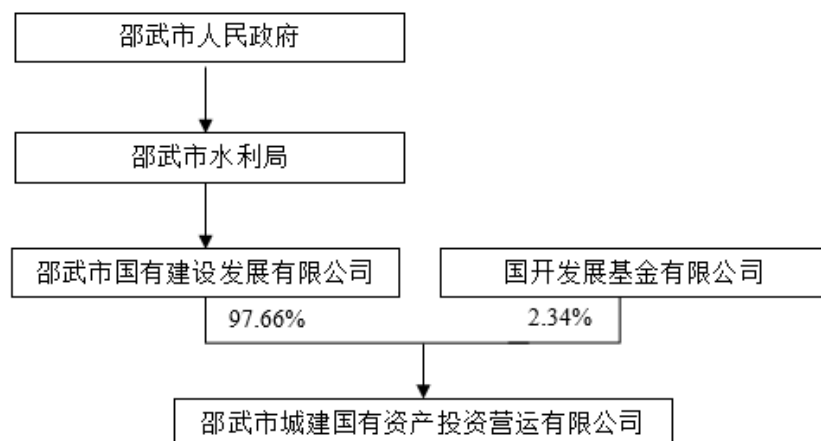 邵武市人民政府
邵武市水利局
邵武市国有建设发展有限公司
国开发展基金有限公司
97.66%
2.34%
邵武市城建国有资产投资营运有限公司